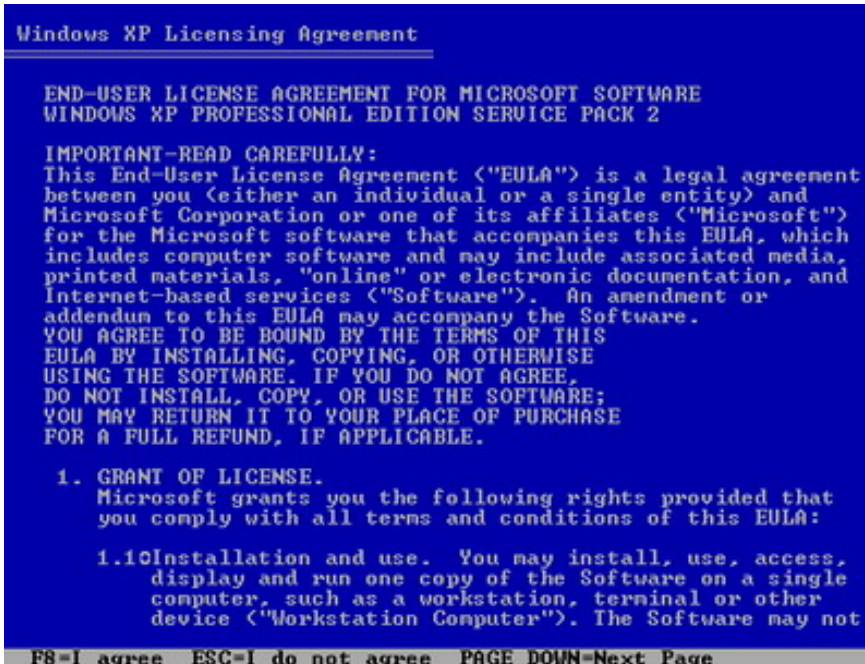 Windows XP Licensing Agreement
END-USER LICENSE AGREEMENT FOR MICROSOFT SOFTWARE
WINDOWS XP PROFESSIONAL EDITION SERVICE PACK 2
IMPORTANT-READ CAREFULLY:
This End-User License Agreement ("EULA") is a legal agreement
between you (either an individual or a single entity) and
Microsoft Corporation or one of its affiliates ("Microsoft")
for the Microsoft software that accompanies this EULA, which
includes computer software and may include associated media,
printed materials, "online" or electronic documentation, and
Internet-based services ("Software").  An amendment or
addendum to this EULA may accompany the Software.
YOU AGREE TO BE BOUND BY THE TERMS OF THIS
EULA BY INSTALLING, COPYING, OR OTHERWISE
USING THE SOFTWARE. IF YOU DO NOT AGREE,
DO NOT INSTALL, COPY, OR USE THE SOFTWARE;
YOU MAY RETURN IT TO YOUR PLACE OF PURCHASE
FOR A FULL REFUND, IF APPLICABLE.
1. GRANT OF LICENSE.
Microsoft grants you the following rights provided that
you comply with all terms and conditions of this EULA:
1.1 Installation and use.  You may install, use, access,
display and run one copy of the Software on a single
computer, such as a workstation, terminal or other
device ("Workstation Computer"). The Software may not
F8=I agree  ESC=I do not agree  PAGE DOWN=Next Page